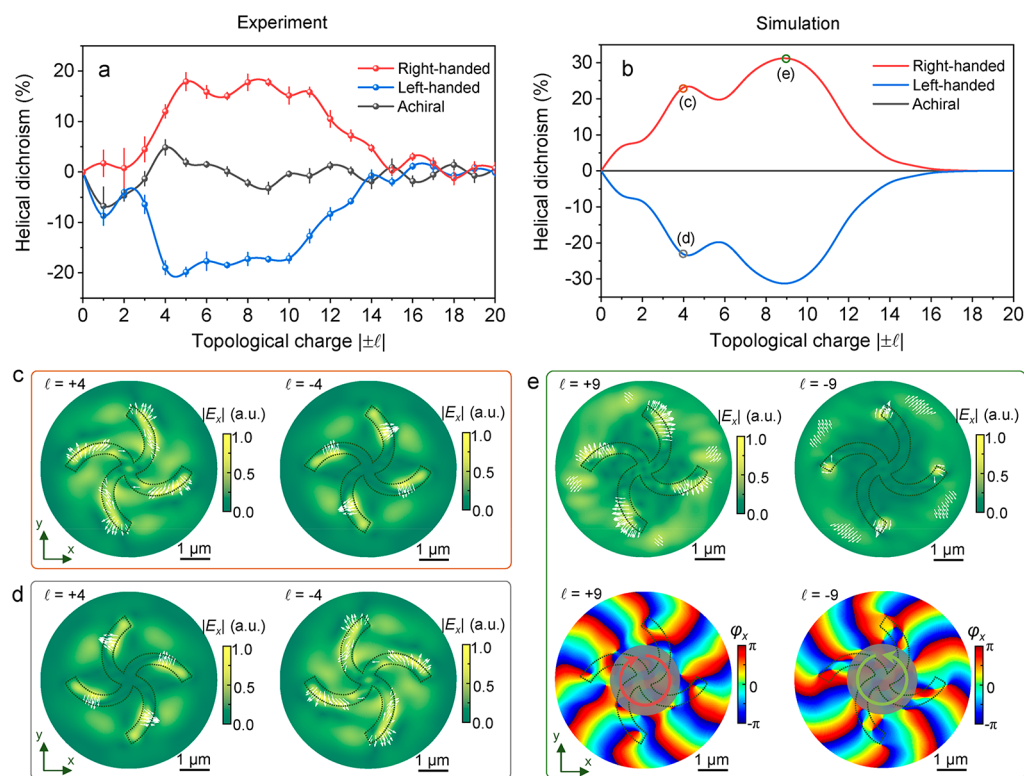 Experiment
Simulation
a
Right-handed
Left-handed
Achiral
Helical dichroism (%)
20
10
0
-10
-20
0 2 4 6 8 10 12 14 16 18 20
Topological charge |±ℓ|
b
Right-handed
Left-handed
Achiral
(c)
(e)
(d)
Helical dichroism (%)
30
20
10
0
-10
-20
-30
0 2 4 6 8 10 12 14 16 18 20
Topological charge |±ℓ|
c
ℓ = +4
|Eₓ| (a.u.)
1.0
0.5
0.0
y
x
1 μm
ℓ = -4
|Eₓ| (a.u.)
1.0
0.5
0.0
1 μm
d
ℓ = +4
|Eₓ| (a.u.)
1.0
0.5
0.0
y
x
1 μm
ℓ = -4
|Eₓ| (a.u.)
1.0
0.5
0.0
1 μm
e
ℓ = +9
|Eₓ| (a.u.)
1.0
0.5
0.0
1 μm
ℓ = -9
|Eₓ| (a.u.)
1.0
0.5
0.0
1 μm
ℓ = +9
φₓ
π
0
-π
y
x
1 μm
ℓ = -9
φₓ
π
0
-π
1 μm